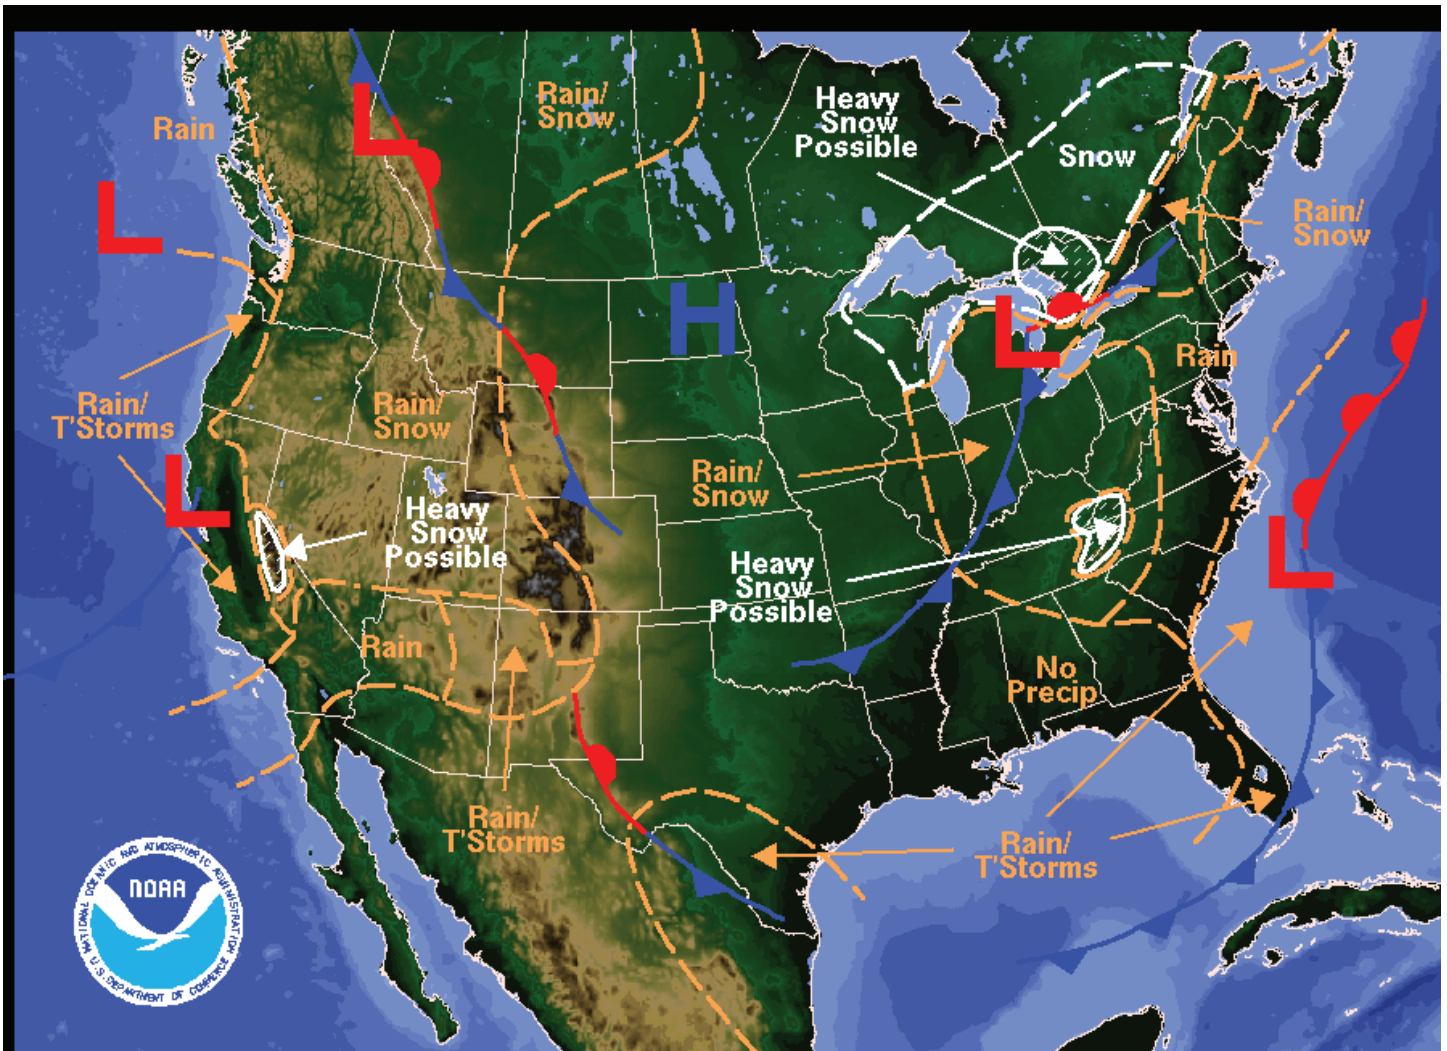 Rain/
Snow
Heavy
Snow
Possible
Snow
Rain
L
Rain/
Snow
L
H
L
Rain
Rain/
T'Storms
Rain/
Snow
Rain/
Snow
L
Heavy
Snow
Possible
L
Heavy
Snow
Possible
Rain
No
Precip
Rain/
T'Storms
Rain/
T'Storms
NATIONAL OCEANIC AND ATMOSPHERIC ADMINISTRATION
NOAA
U.S. DEPARTMENT OF COMMERCE